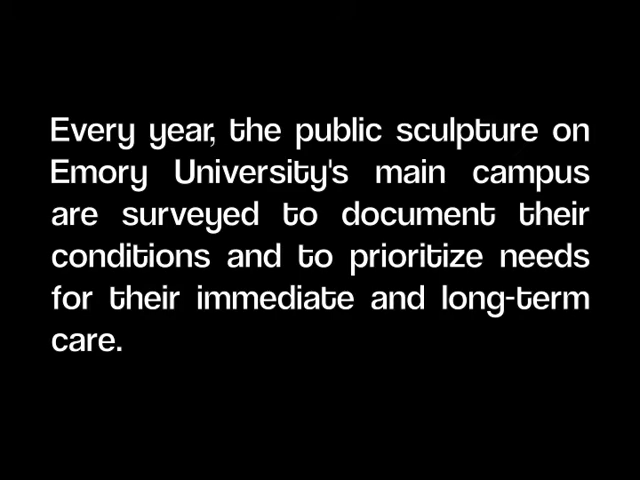 Every year, the public sculpture on
Emory University's main campus
are surveyed to document their
conditions and to prioritize needs
for their immediate and long-term
care.